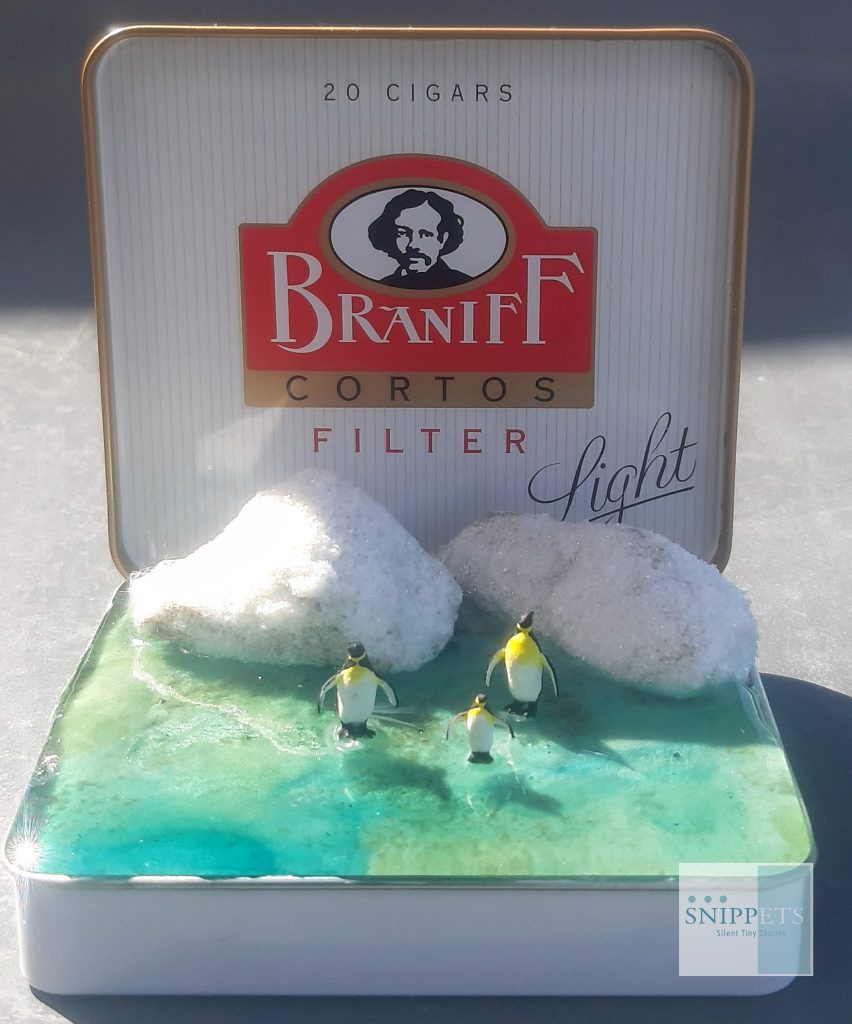 20 CIGARS
BRANIFF
CORTOS
FILTER
Light
SNIPPETS
Silent Tiny Stories